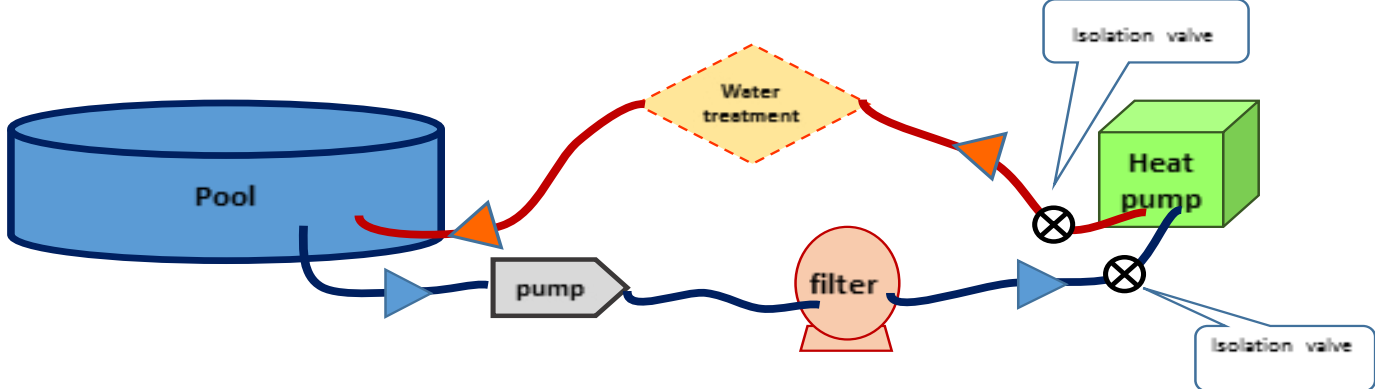 Isolation valve
Water
treatment
Heat
pump
Pool
pump
filter
Isolation valve